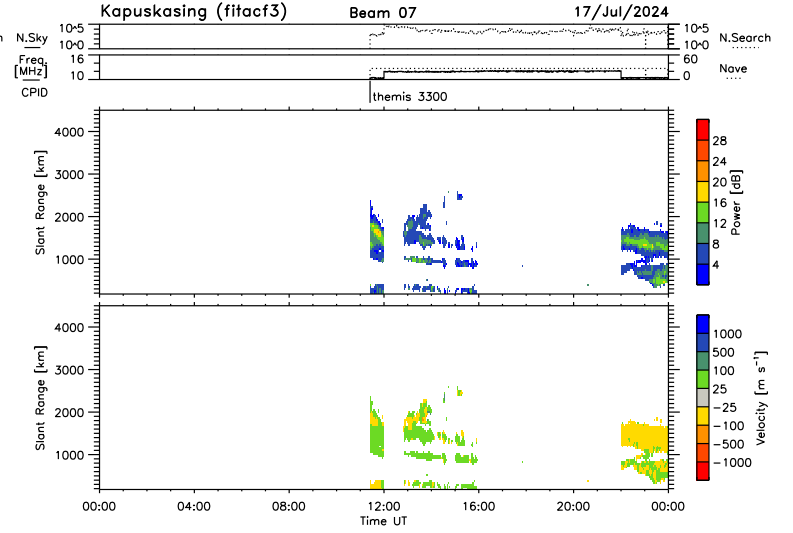 Kapuskasing (fitacf3) Beam 07 17/Jul/2024
N.Sky 10^5 10^5 N.Search
10^0 10^0
Freq. 16 60
[MHz] 10 0 Nave
CPID themis 3300
Slant Range [km]
4000
3000
2000
1000
28
24
20
16
12
8
4
Power [dB]
Slant Range [km]
4000
3000
2000
1000
1000
500
100
25
-25
-100
-500
-1000
Velocity [m s⁻¹]
00:00 04:00 08:00 12:00 16:00 20:00 00:00
Time UT